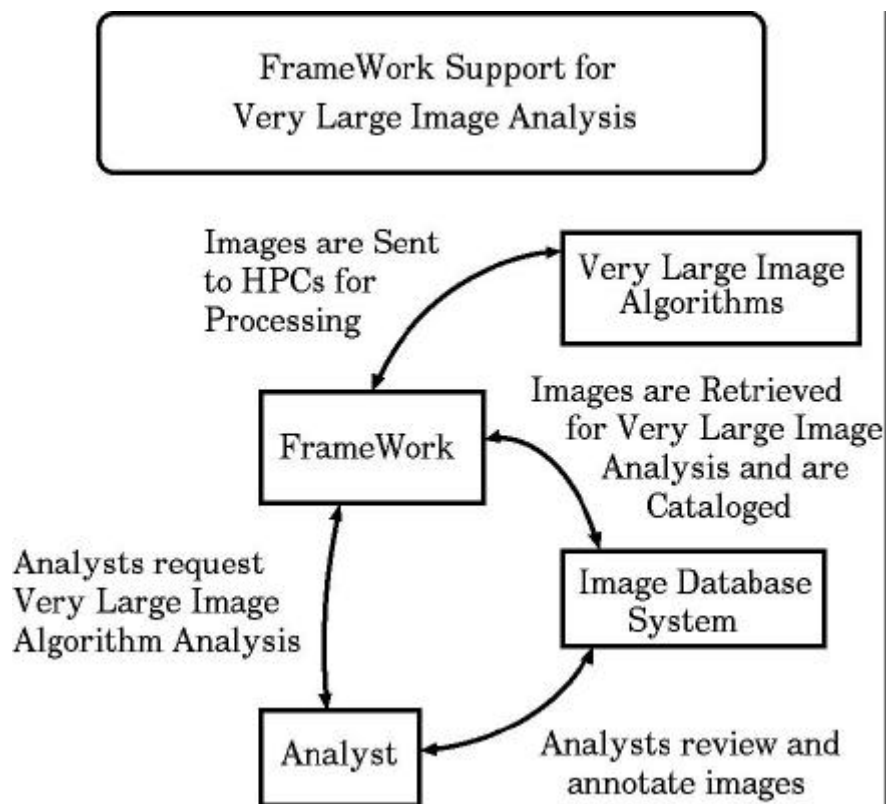 FrameWork Support for
Very Large Image Analysis
Images are Sent
to HPCs for
Processing
Very Large Image
Algorithms
Images are Retrieved
for Very Large Image
Analysis and are
Cataloged
FrameWork
Analysts request
Very Large Image
Algorithm Analysis
Image Database
System
Analyst
Analysts review and
annotate images